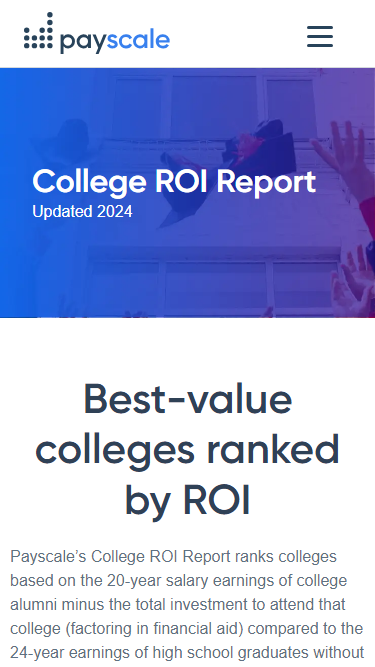 payscale
College ROI Report
Updated 2024
Best-value
colleges ranked
by ROI
Payscale’s College ROI Report ranks colleges
based on the 20-year salary earnings of college
alumni minus the total investment to attend that
college (factoring in financial aid) compared to the
24-year earnings of high school graduates without